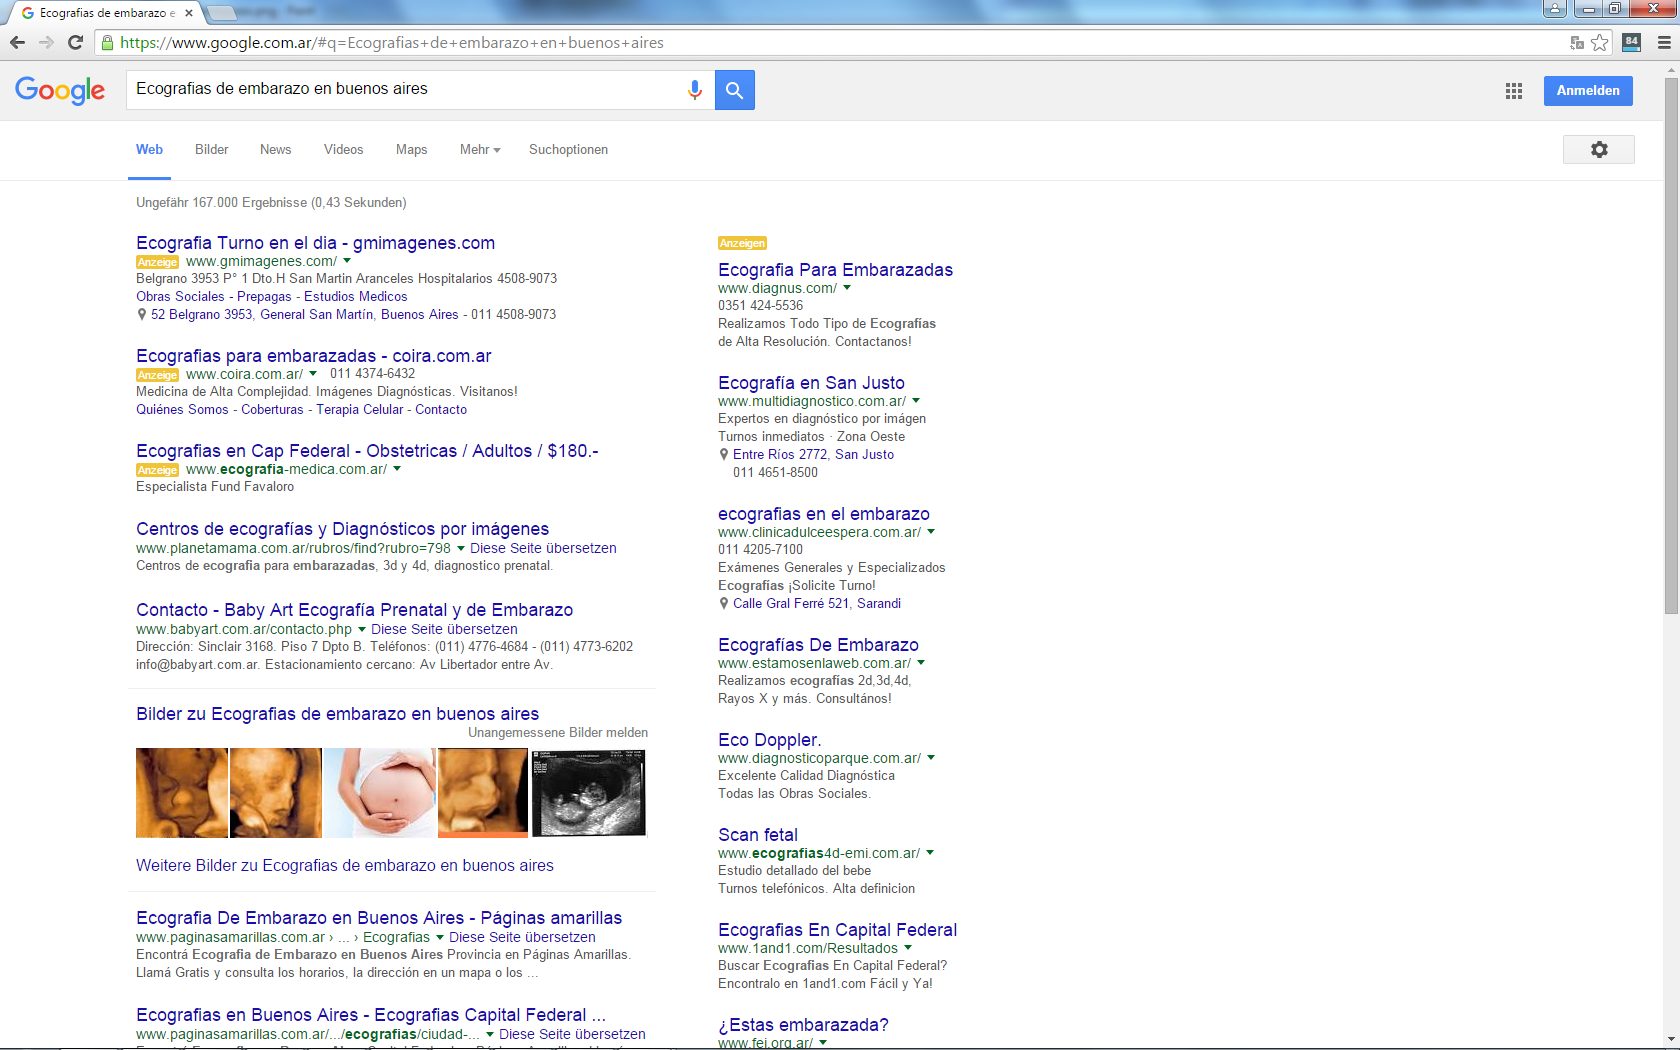 Ecografias de embarazo e
https://www.google.com.ar/#q=Ecografias+de+embarazo+en+buenos+aires
84
Google
Ecografias de embarazo en buenos aires
Anmelden
Web
Bilder
News
Videos
Maps
Mehr
Suchoptionen
Ungefähr 167.000 Ergebnisse (0,43 Sekunden)
Ecografia Turno en el dia - gmimagenes.com
Anzeige www.gmimagenes.com/
Belgrano 3953 P° 1 Dto.H San Martin Aranceles Hospitalarios 4508-9073
Obras Sociales - Prepagas - Estudios Medicos
52 Belgrano 3953, General San Martín, Buenos Aires - 011 4508-9073
Ecografias para embarazadas - coira.com.ar
Anzeige www.coira.com.ar/ 011 4374-6432
Medicina de Alta Complejidad. Imágenes Diagnósticas. Visitanos!
Quiénes Somos - Coberturas - Terapia Celular - Contacto
Ecografias en Cap Federal - Obstetricas / Adultos / $180.-
Anzeige www.ecografia-medica.com.ar/
Especialista Fund Favaloro
Centros de ecografías y Diagnósticos por imágenes
www.planetamama.com.ar/rubros/find?rubro=798 Diese Seite übersetzen
Centros de ecografia para embarazadas, 3d y 4d, diagnostico prenatal.
Contacto - Baby Art Ecografía Prenatal y de Embarazo
www.babyart.com.ar/contacto.php Diese Seite übersetzen
Dirección: Sinclair 3168. Piso 7 Dpto B. Teléfonos: (011) 4776-4684 - (011) 4773-6202
info@babyart.com.ar. Estacionamiento cercano: Av Libertador entre Av.
Bilder zu Ecografias de embarazo en buenos aires
Unangemessene Bilder melden
Weitere Bilder zu Ecografias de embarazo en buenos aires
Ecografia De Embarazo en Buenos Aires - Páginas amarillas
www.paginasamarillas.com.ar › ... › Ecografias Diese Seite übersetzen
Encontrá Ecografia de Embarazo en Buenos Aires Provincia en Páginas Amarillas.
Llamá Gratis y consulta los horarios, la dirección en un mapa o los ...
Ecografias en Buenos Aires - Ecografias Capital Federal ...
www.paginasamarillas.com.ar/.../ecografias/ciudad-... Diese Seite übersetzen
Anzeigen
Ecografia Para Embarazadas
www.diagnus.com/
0351 424-5536
Realizamos Todo Tipo de Ecografías
de Alta Resolución. Contactanos!
Ecografía en San Justo
www.multidiagnostico.com.ar/
Expertos en diagnóstico por imágen
Turnos inmediatos · Zona Oeste
Entre Ríos 2772, San Justo
011 4651-8500
ecografias en el embarazo
www.clinicadulceespera.com.ar/
011 4205-7100
Exámenes Generales y Especializados
Ecografías ¡Solicite Turno!
Calle Gral Ferré 521, Sarandi
Ecografías De Embarazo
www.estamosenlaweb.com.ar/
Realizamos ecografías 2d,3d,4d,
Rayos X y más. Consultános!
Eco Doppler.
www.diagnosticoparque.com.ar/
Excelente Calidad Diagnóstica
Todas las Obras Sociales.
Scan fetal
www.ecografias4d-emi.com.ar/
Estudio detallado del bebe
Turnos telefónicos. Alta definicion
Ecografias En Capital Federal
www.1and1.com/Resultados
Buscar Ecografias En Capital Federal?
Encontralo en 1and1.com Fácil y Ya!
¿Estas embarazada?
www.fei.org.ar/